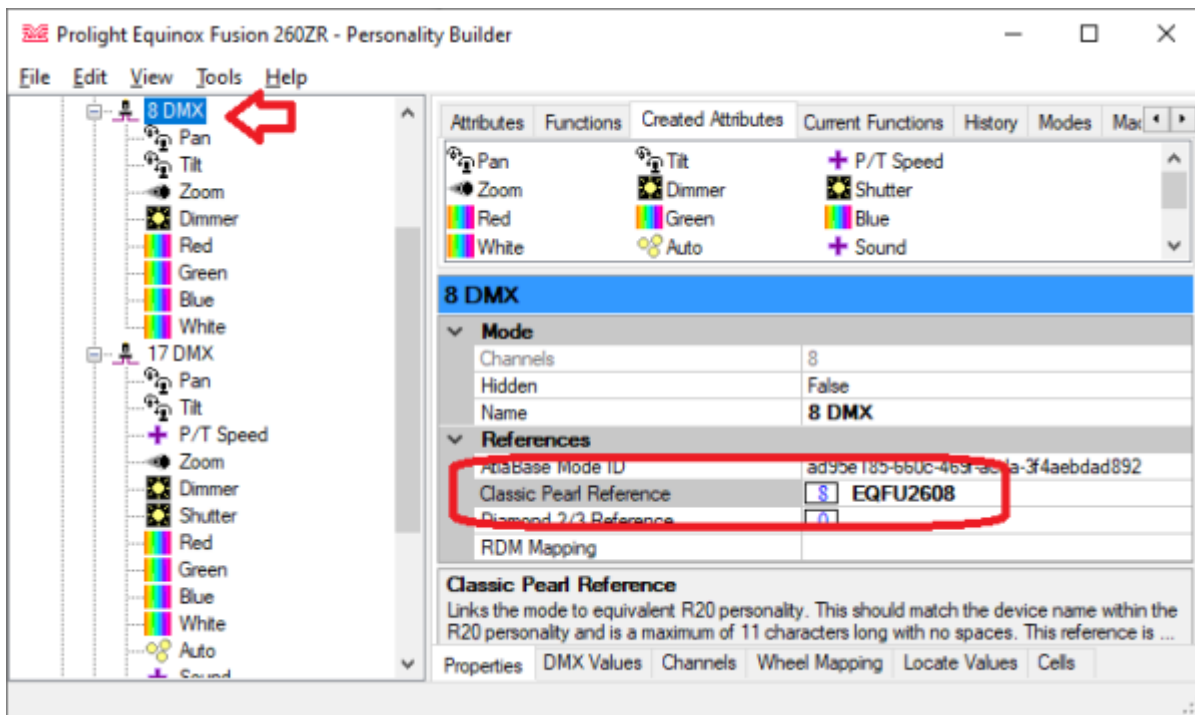 Prolight Equinox Fusion 260ZR - Personality Builder
File Edit View Tools Help
8 DMX
Pan
Tilt
Zoom
Dimmer
Red
Green
Blue
White
17 DMX
Pan
Tilt
P/T Speed
Zoom
Dimmer
Shutter
Red
Green
Blue
White
Auto
Sound
Attributes Functions Created Attributes Current Functions History Modes Mac
Pan Tilt P/T Speed
Zoom Dimmer Shutter
Red Green Blue
White Auto Sound
8 DMX
Mode
Channels 8
Hidden False
Name 8 DMX
References
AtlaBase Mode ID
Classic Pearl Reference 8 EQFU2608
Diamond 2/3 Reference 0
RDM Mapping
Classic Pearl Reference
Links the mode to equivalent R20 personality. This should match the device name within the
R20 personality and is a maximum of 11 characters long with no spaces. This reference is ...
Properties DMX Values Channels Wheel Mapping Locate Values Cells